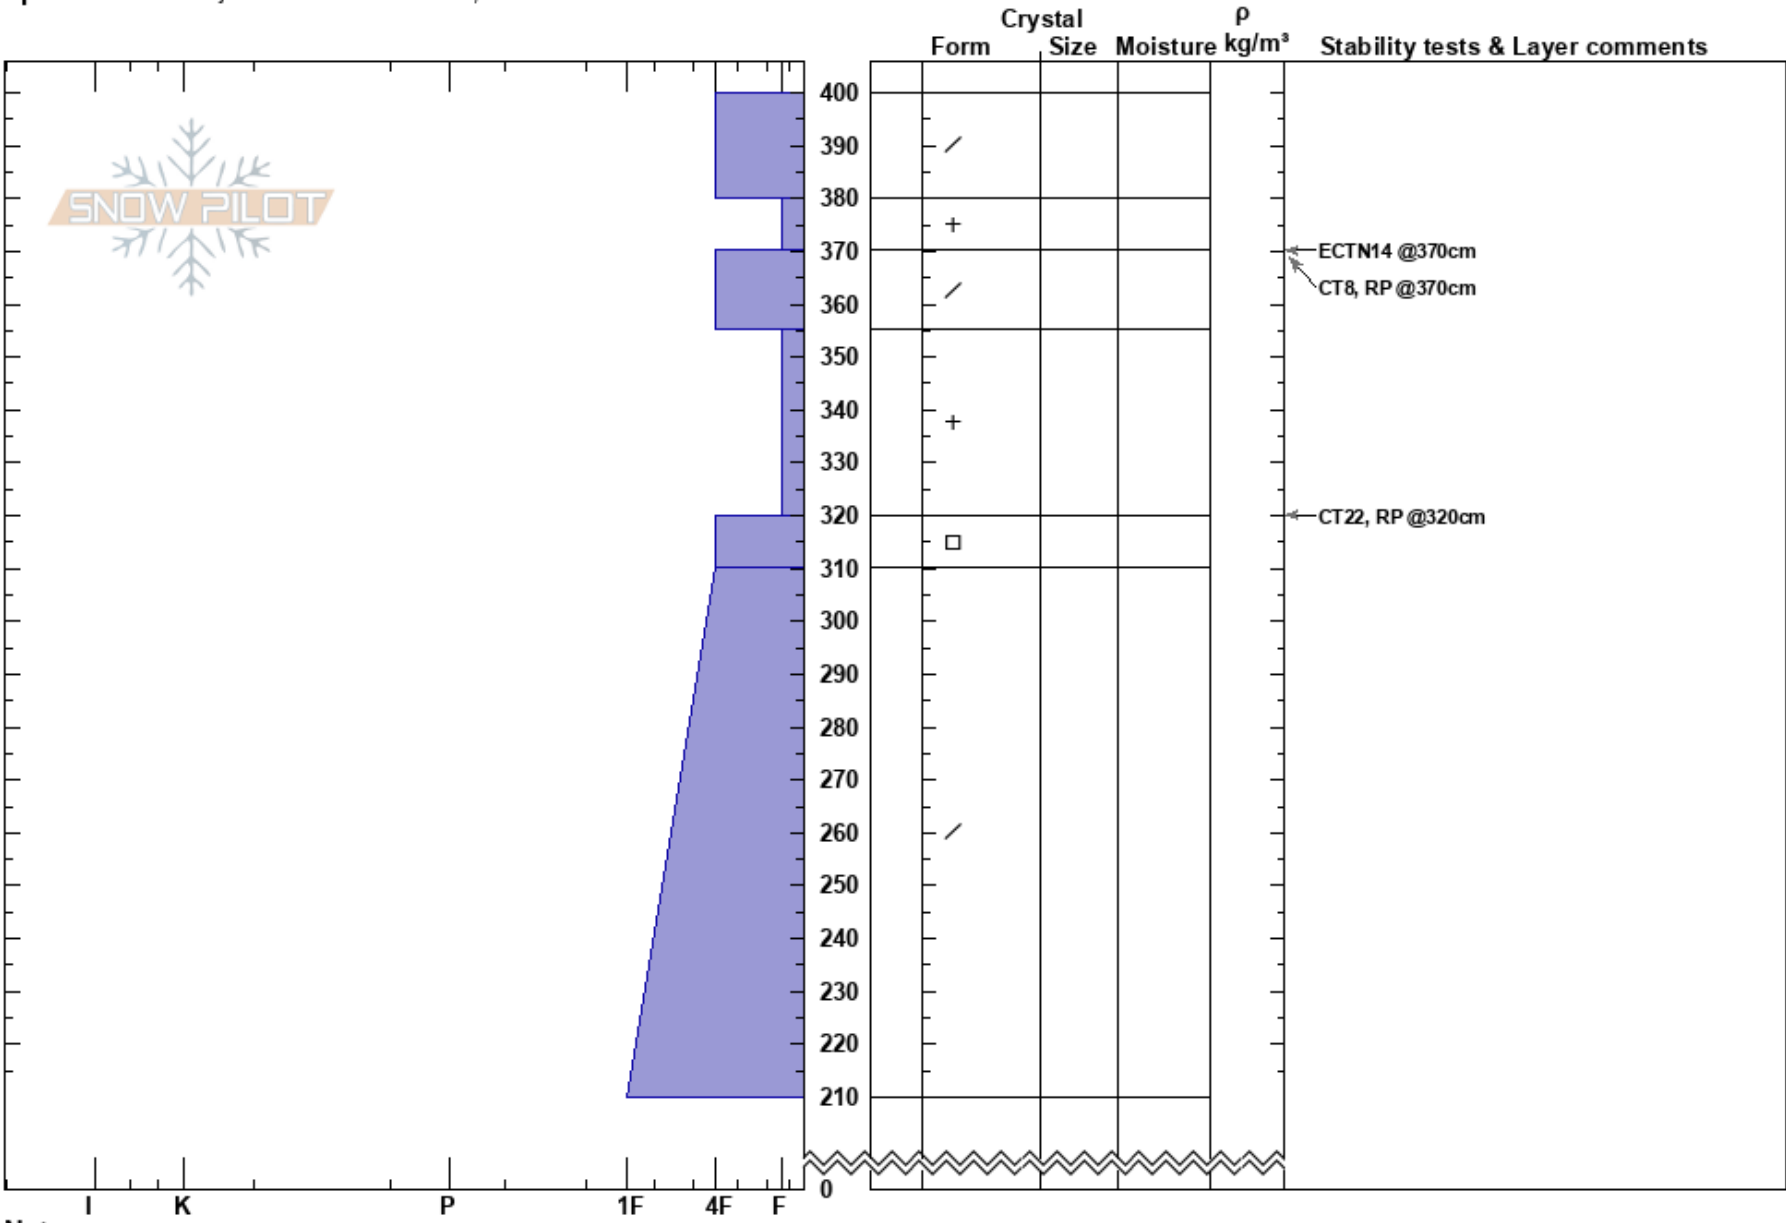 Crystal
ρ
Form Size Moisture kg/m³ Stability tests & Layer comments
400
390
380
SNOW PILOT
370 ECTN14 @370cm
CT8, RP @370cm
360
350
340
330
320 CT22, RP @320cm
310
300
290
280
270
260
250
240
230
220
210
0
I K P 1F 4F F